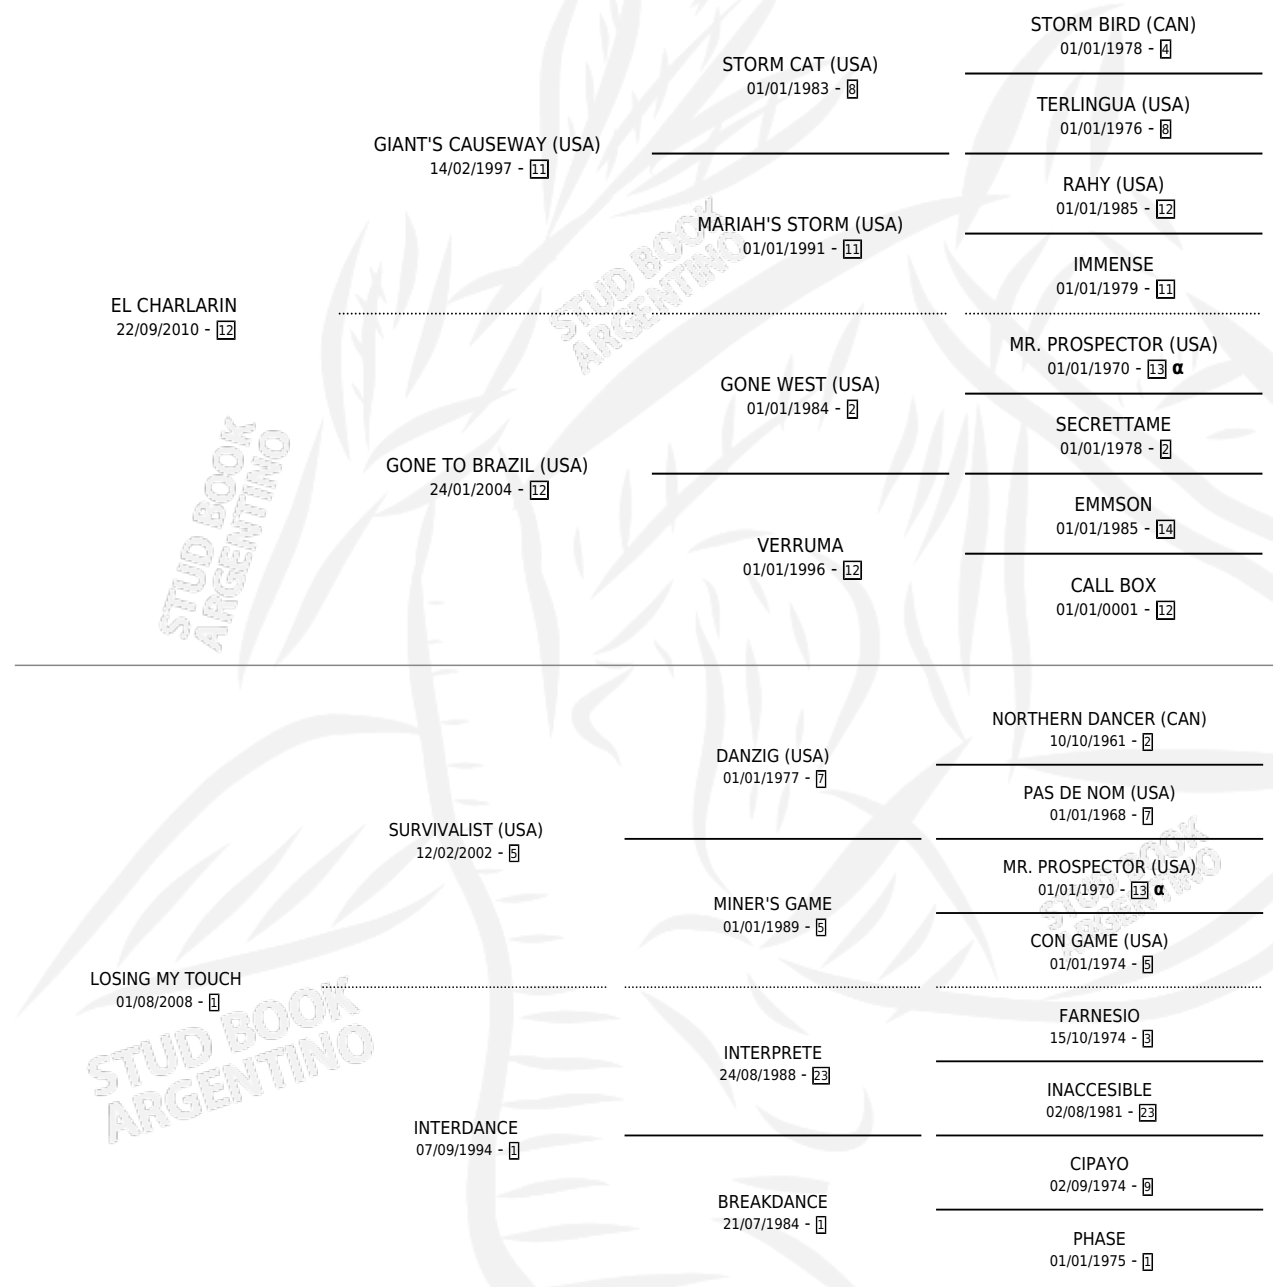 STORM BIRD (CAN)
01/01/1978 - 4
STORM CAT (USA)
01/01/1983 - 8
TERLINGUA (USA)
01/01/1976 - 8
GIANT'S CAUSEWAY (USA)
14/02/1997 - 11
RAHY (USA)
01/01/1985 - 12
MARIAH'S STORM (USA)
01/01/1991 - 11
IMMENSE
01/01/1979 - 11
STUD BOOK
ARGENTINO
EL CHARLARIN
22/09/2010 - 12
MR. PROSPECTOR (USA)
01/01/1970 - 13 α
GONE WEST (USA)
01/01/1984 - 2
SECRETTAME
01/01/1978 - 2
GONE TO BRAZIL (USA)
24/01/2004 - 12
EMMSON
01/01/1985 - 14
VERRUMA
01/01/1996 - 12
CALL BOX
01/01/0001 - 12
STUD BOOK
ARGENTINO
NORTHERN DANCER (CAN)
10/10/1961 - 2
DANZIG (USA)
01/01/1977 - 7
PAS DE NOM (USA)
01/01/1968 - 7
SURVIVALIST (USA)
12/02/2002 - 5
MR. PROSPECTOR (USA)
01/01/1970 - 13 α
MINER'S GAME
01/01/1989 - 5
CON GAME (USA)
01/01/1974 - 5
STUD BOOK
ARGENTINO
LOSING MY TOUCH
01/08/2008 - 1
FARNESIO
15/10/1974 - 3
INTERPRETE
24/08/1988 - 23
INACCESIBLE
02/08/1981 - 23
INTERDANCE
07/09/1994 - 1
CIPAYO
02/09/1974 - 9
BREAKDANCE
21/07/1984 - 1
PHASE
01/01/1975 - 1
STUD BOOK
ARGENTINO